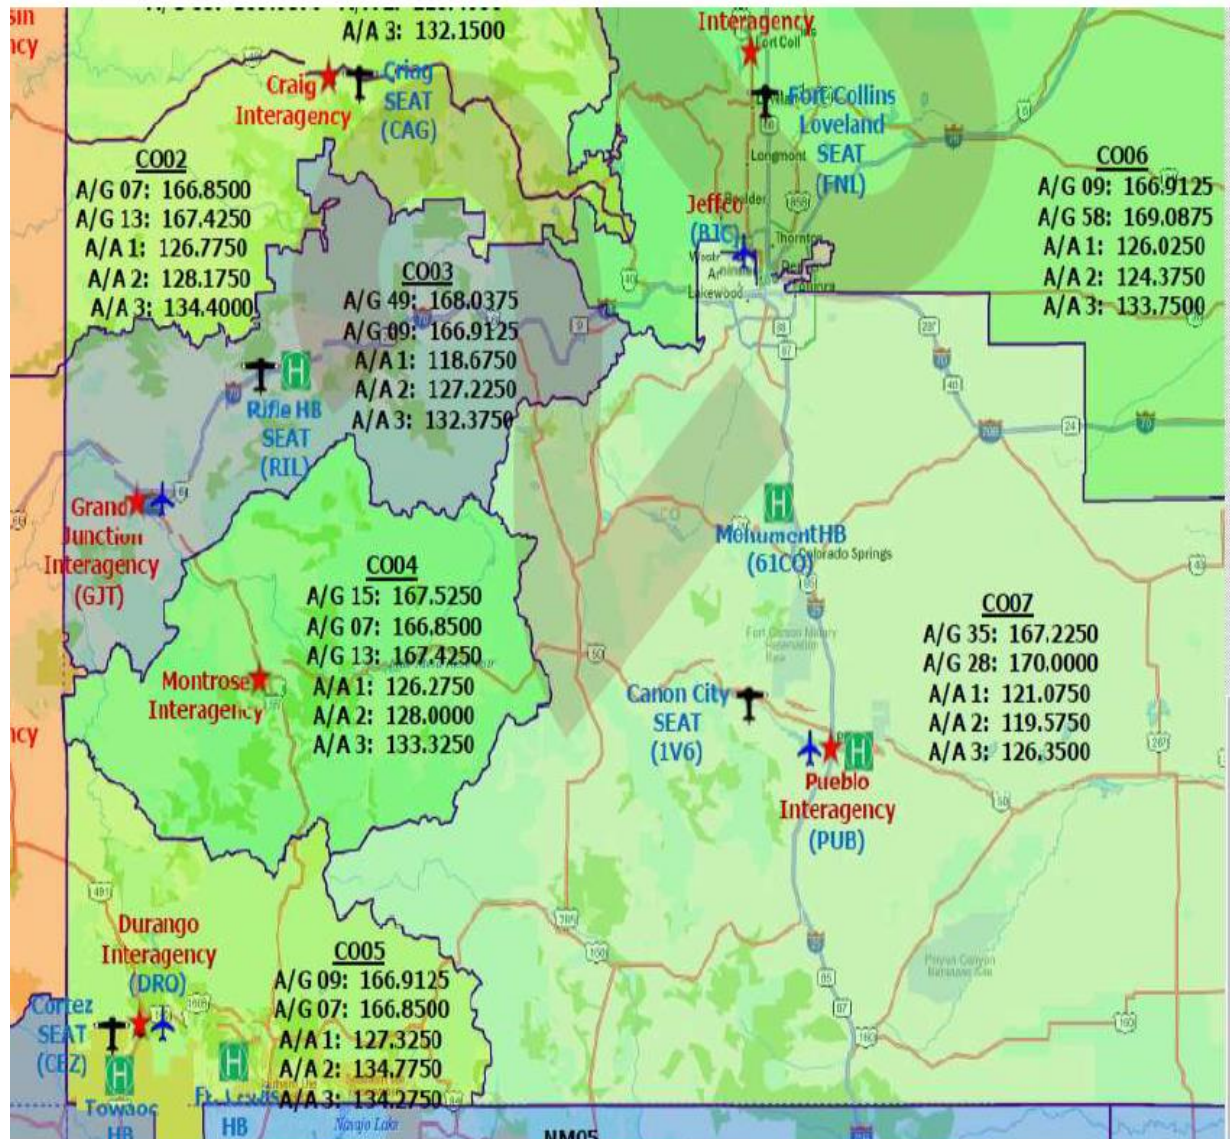 A/A 3: 132.1500
Interagency
Craig
Interagency
Criag
SEAT
(CAG)
Fort Collins
Loveland
SEAT
(FNL)
Longmont
CO02
A/G 07: 166.8500
A/G 13: 167.4250
A/A 1: 126.7750
A/A 2: 128.1750
A/A 3: 134.4000
CO06
A/G 09: 166.9125
A/G 58: 169.0875
A/A 1: 126.0250
A/A 2: 124.3750
A/A 3: 133.7500
Jeffco
(BJC)
Thornton
Lakewood
CO03
A/G 49: 168.0375
A/G 09: 166.9125
A/A 1: 118.6750
A/A 2: 127.2250
A/A 3: 132.3750
H
Rifle HB
SEAT
(RIL)
Grand
Junction
Interagency
(GJT)
H
Monument HB
(61CO)
Colorado Springs
CO04
A/G 15: 167.5250
A/G 07: 166.8500
A/G 13: 167.4250
A/A 1: 126.2750
A/A 2: 128.0000
A/A 3: 133.3250
Montrose
Interagency
CO07
A/G 35: 167.2250
A/G 28: 170.0000
A/A 1: 121.0750
A/A 2: 119.5750
A/A 3: 126.3500
Canon City
SEAT
(1V6)
H
Pueblo
Interagency
(PUB)
Durango
Interagency
(DRO)
Cortez
SEAT
(CEZ)
H
Towaoc
HB
H
Ft. Lewis
HB
CO05
A/G 09: 166.9125
A/G 07: 166.8500
A/A 1: 127.3250
A/A 2: 134.7750
A/A 3: 134.2750
Navajo Lake
NM05